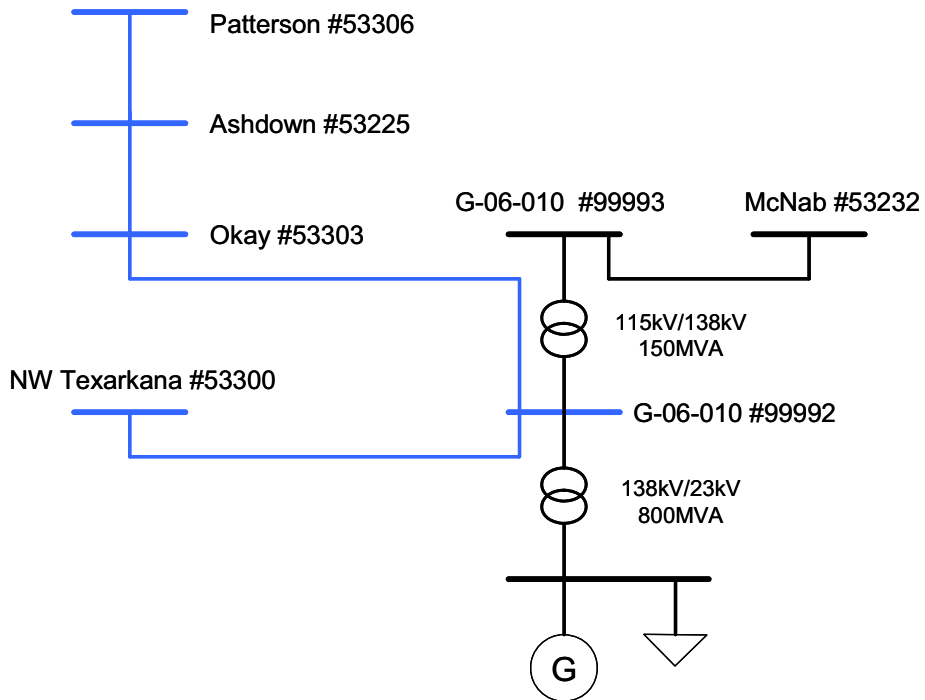 Patterson #53306
Ashdown #53225
G-06-010 #99993
McNab #53232
Okay #53303
115kV/138kV
150MVA
NW Texarkana #53300
G-06-010 #99992
138kV/23kV
800MVA
G